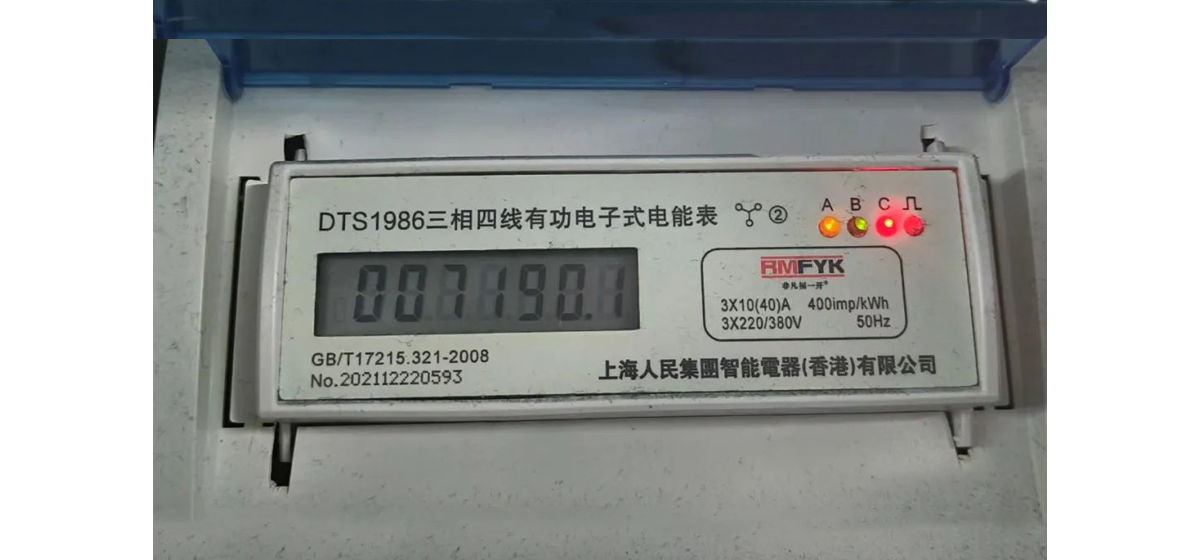 DTS1986三相四线有功电子式电能表 ②
A B C
007190.1
RMFYK
3X10(40)A 400imp/kWh
3X220/380V 50Hz
GB/T17215.321-2008
No.202112220593
上海人民集團智能電器(香港)有限公司